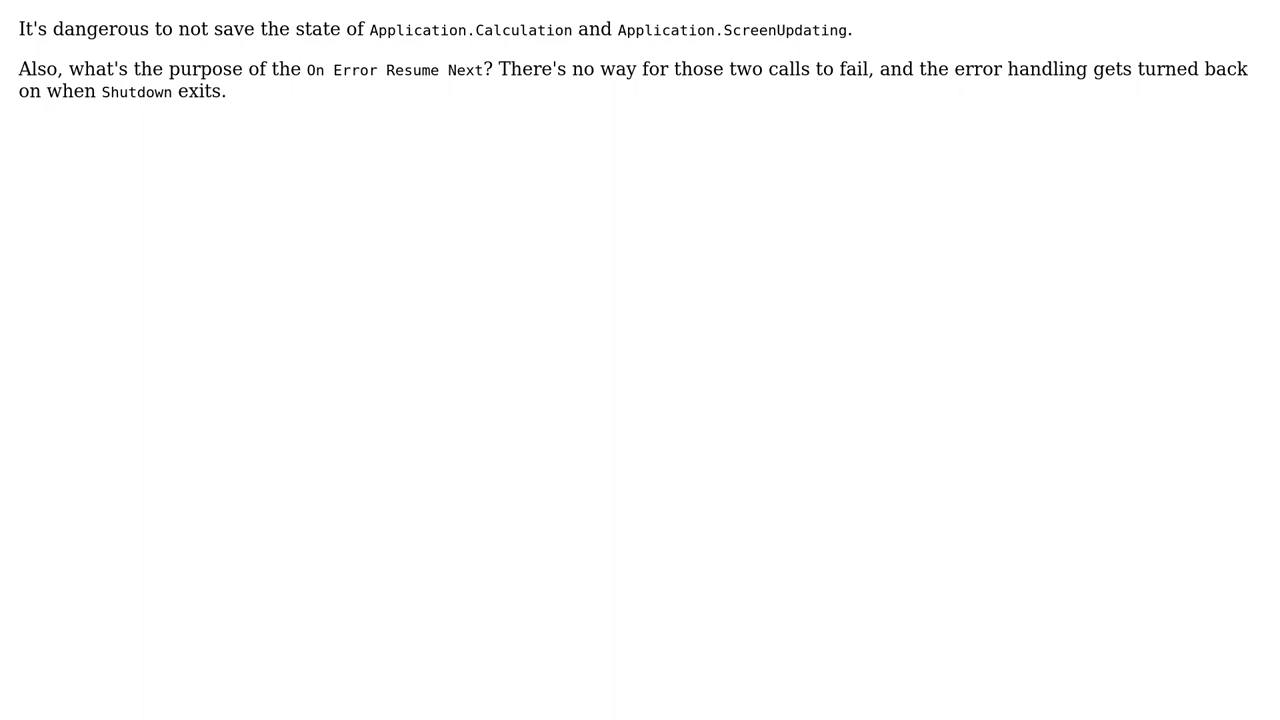 It's dangerous to not save the state of Application.Calculation and Application.ScreenUpdating.
Also, what's the purpose of the On Error Resume Next? There's no way for those two calls to fail, and the error handling gets turned back
on when Shutdown exits.